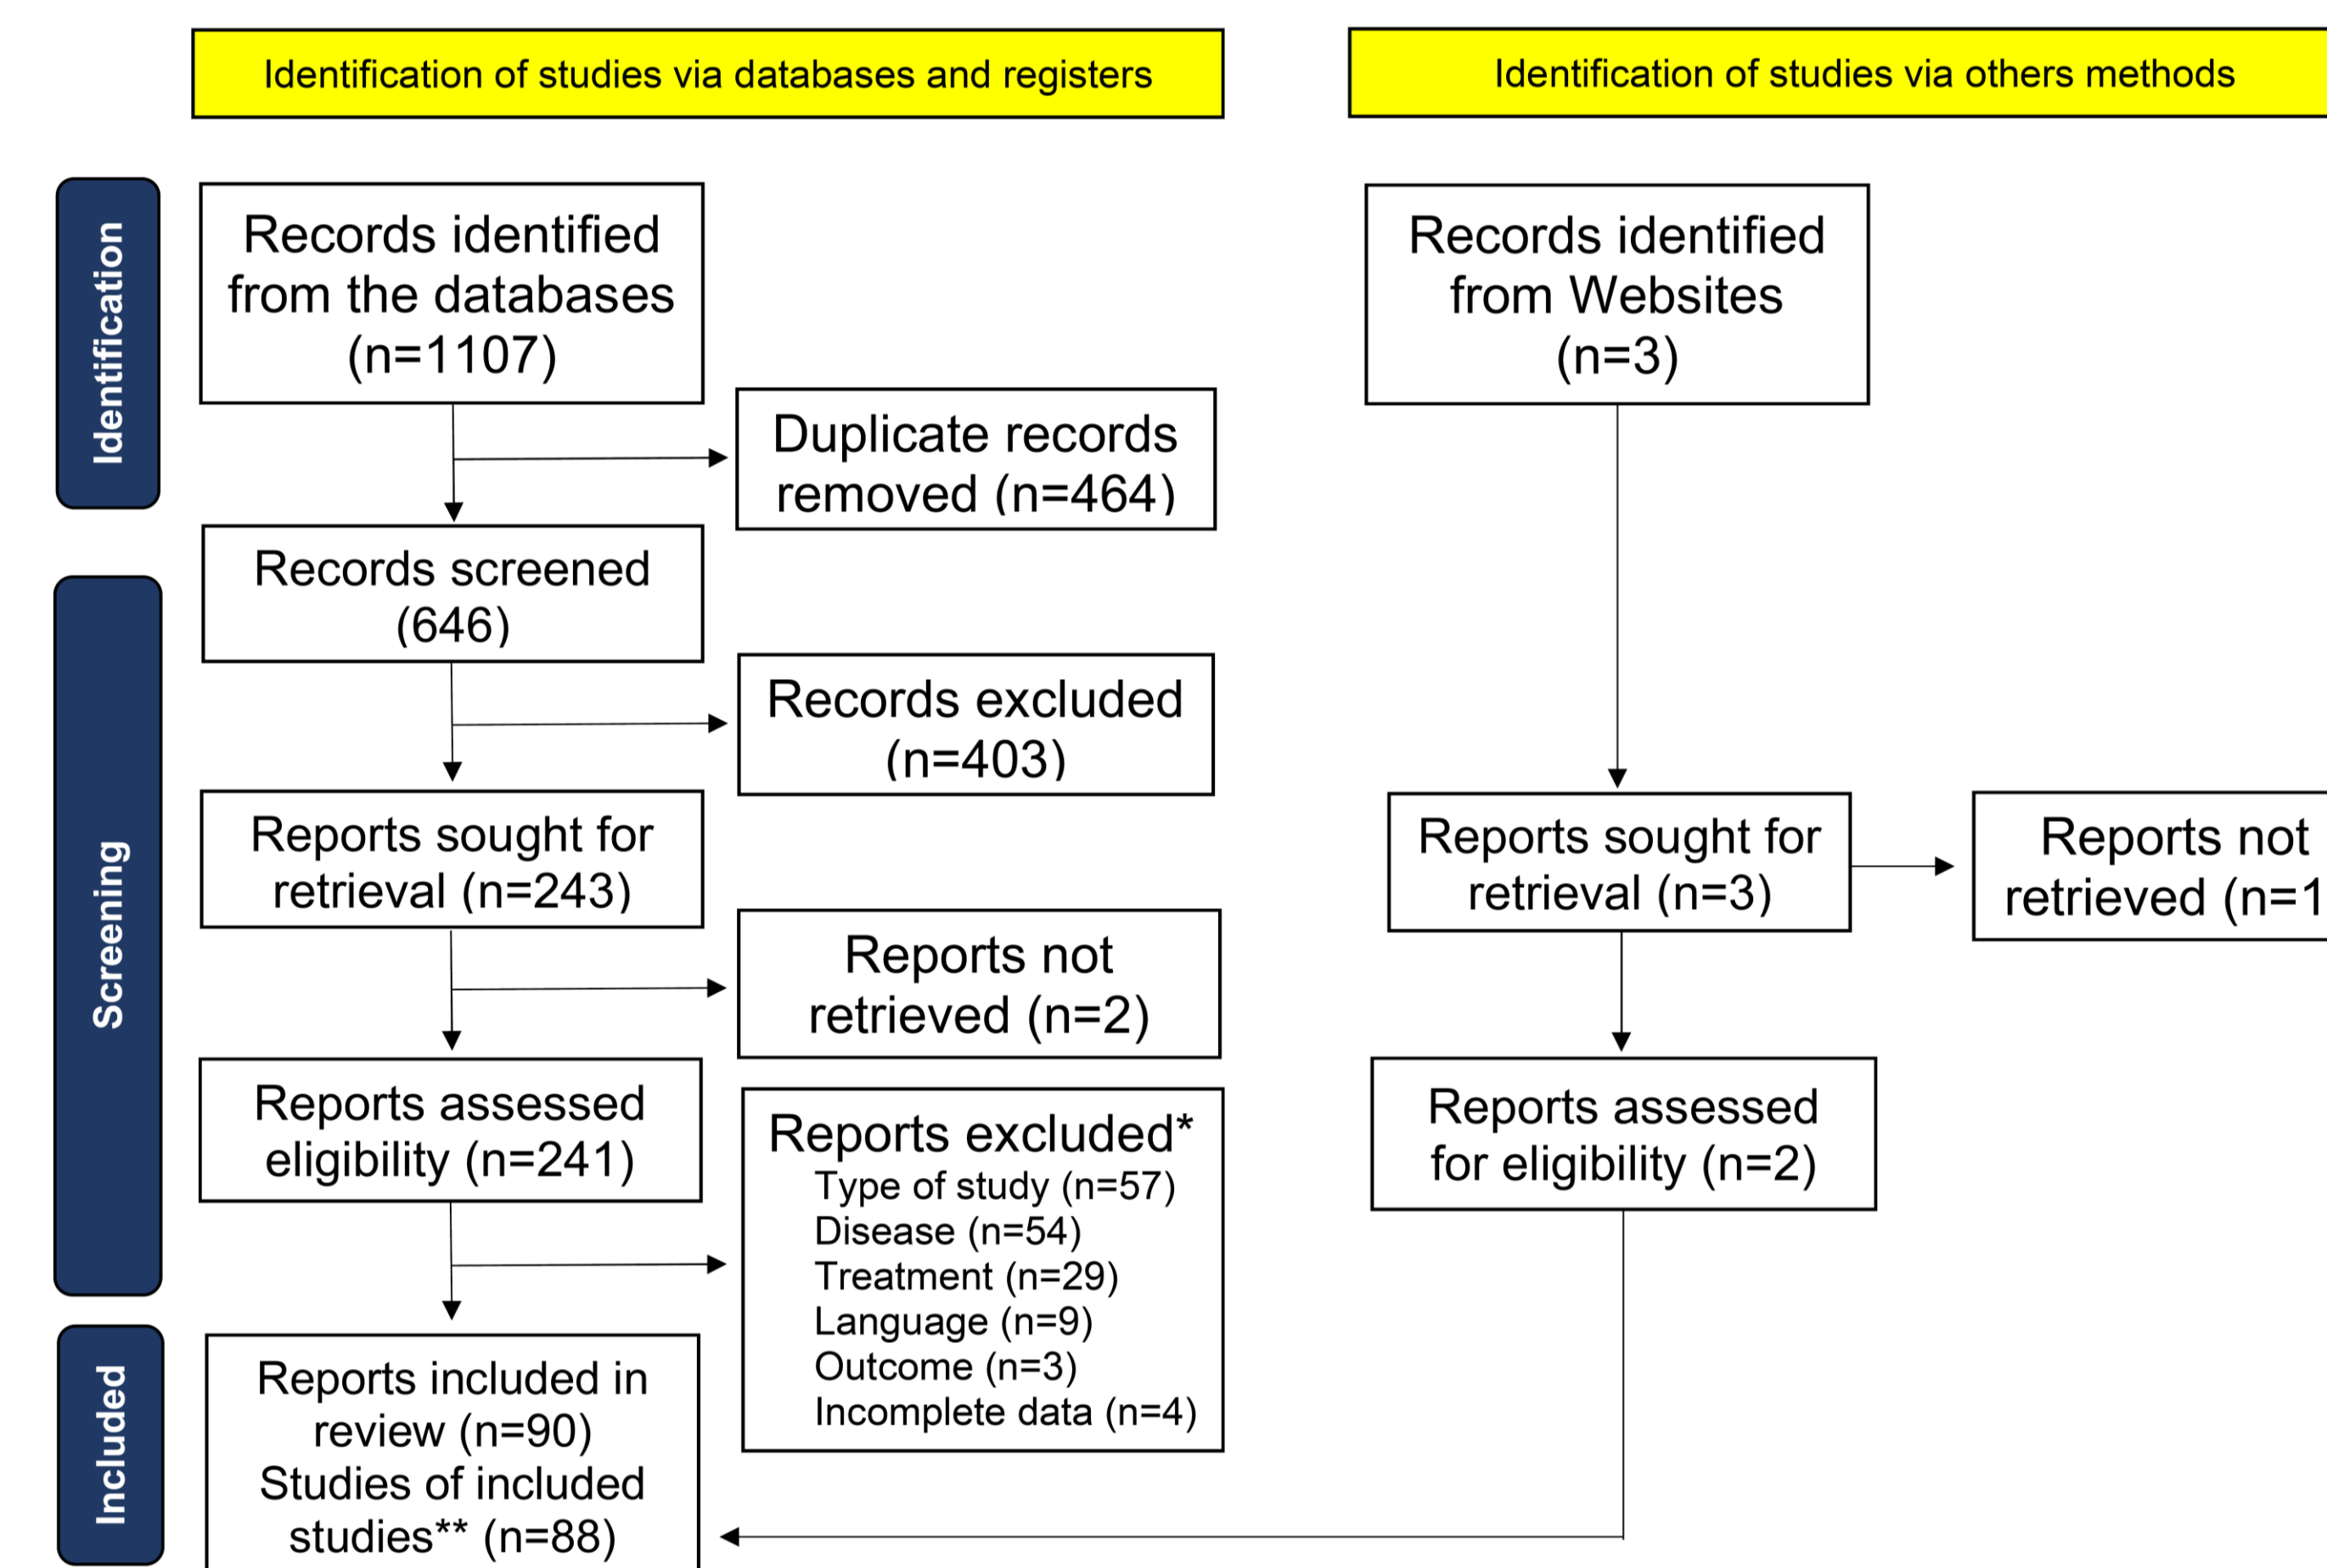 Identification of studies via databases and registers
Identification of studies via others methods
Identification
Records identified
from the databases
(n=1107)
Records identified
from Websites
(n=3)
Duplicate records
removed (n=464)
Screening
Records screened
(646)
Records excluded
(n=403)
Reports sought for
retrieval (n=243)
Reports sought for
retrieval (n=3)
Reports not
retrieved (n=1
Reports not
retrieved (n=2)
Reports assessed
eligibility (n=241)
Reports assessed
for eligibility (n=2)
Reports excluded*
Type of study (n=57)
Disease (n=54)
Treatment (n=29)
Language (n=9)
Outcome (n=3)
Incomplete data (n=4)
Included
Reports included in
review (n=90)
Studies of included
studies** (n=88)